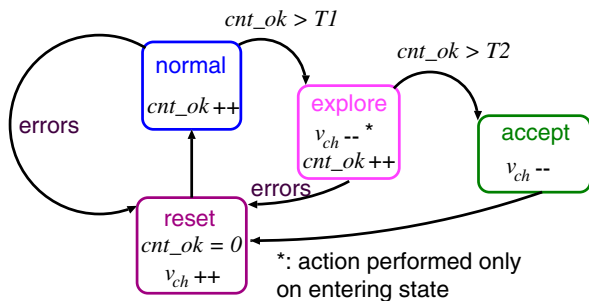 cnt_ok > T1
cnt_ok > T2
normal
cnt_ok ++
explore
v_ch -- *
cnt_ok ++
accept
v_ch --
errors
errors
reset
cnt_ok = 0
v_ch ++
*: action performed only
on entering state